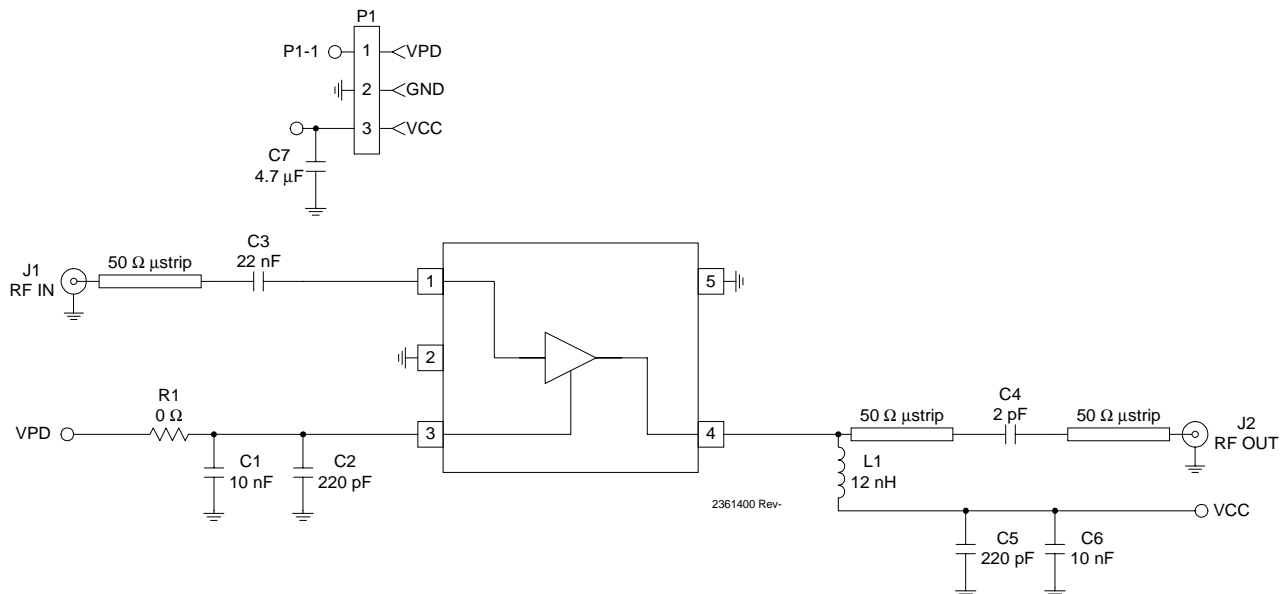 P1
P1-1
1
VPD
2
GND
3
VCC
C7
4.7 μF
J1
RF IN
50 Ω μstrip
C3
22 nF
1
5
2
R1
0 Ω
VPD
3
C1
10 nF
C2
220 pF
4
50 Ω μstrip
C4
2 pF
50 Ω μstrip
J2
RF OUT
L1
12 nH
2361400 Rev-
VCC
C5
220 pF
C6
10 nF